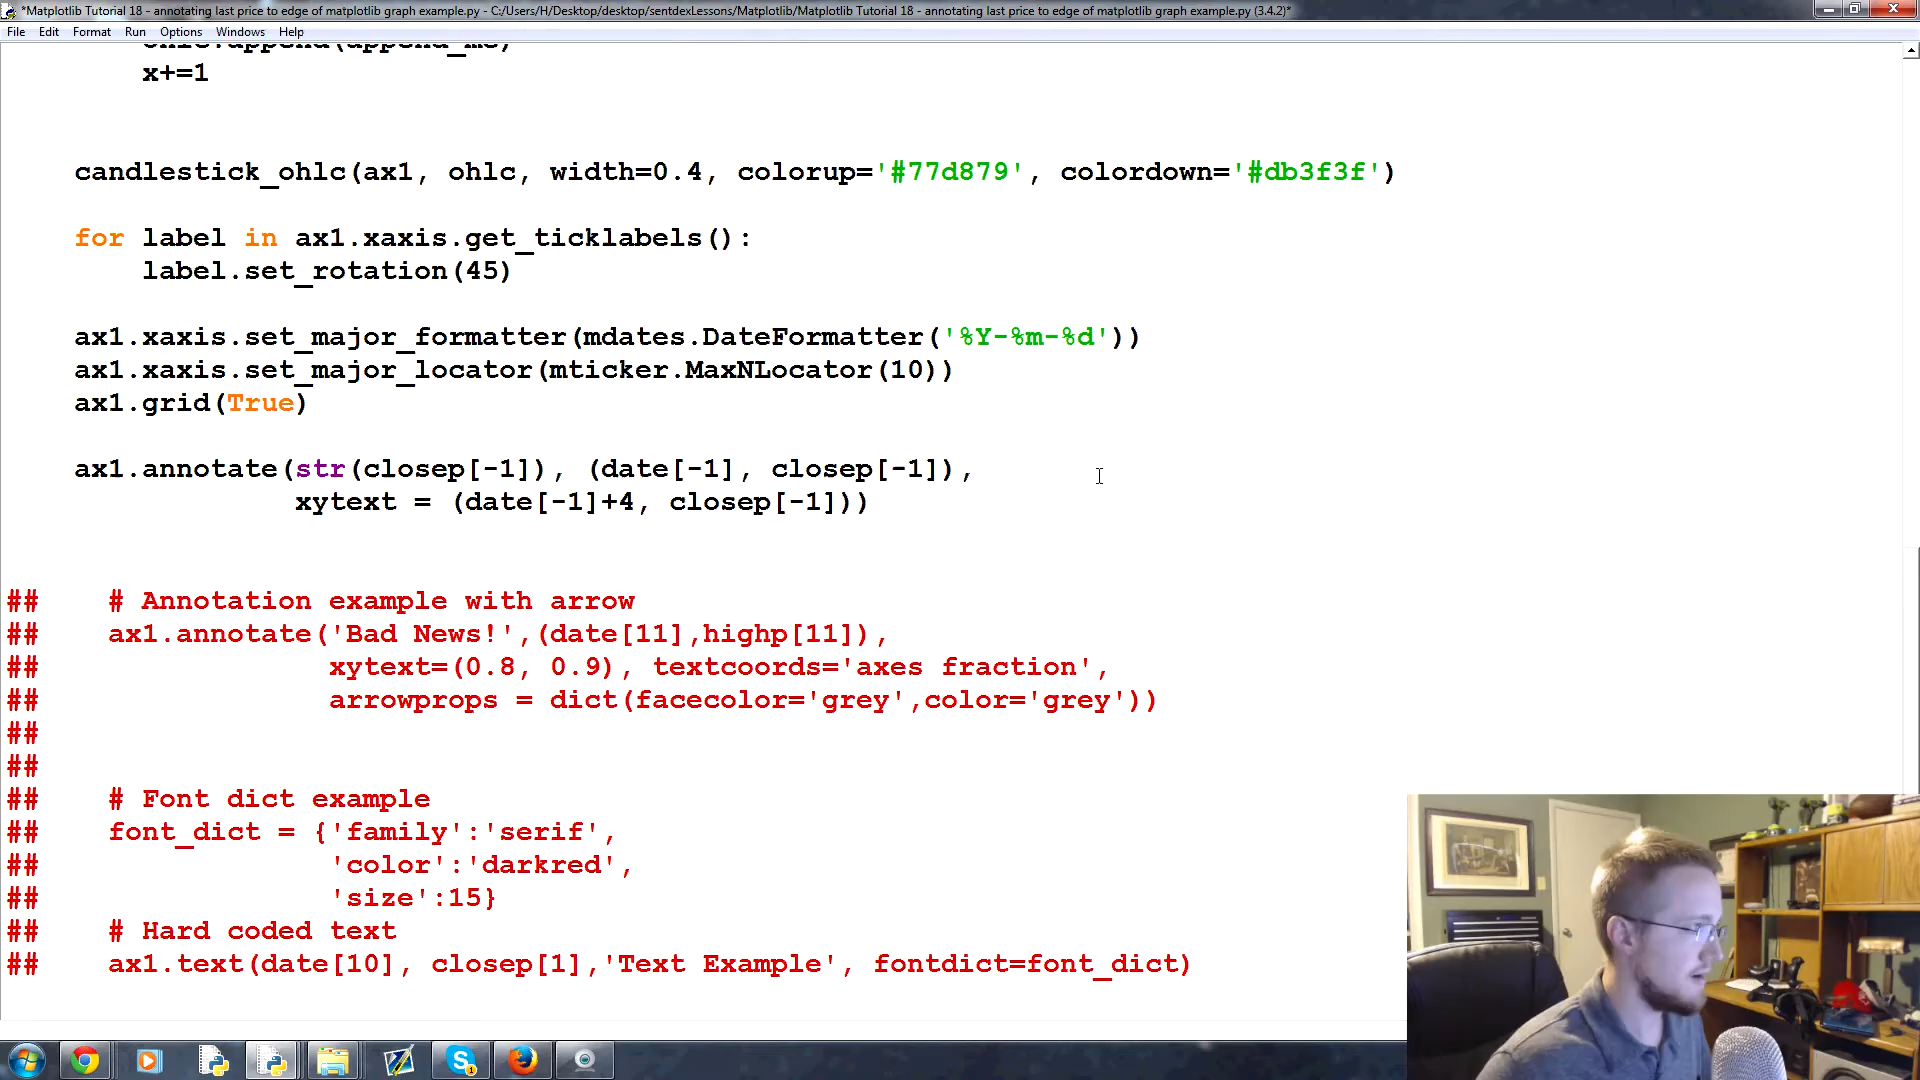 *Matplotlib Tutorial 18 - annotating last price to edge of matplotlib graph example.py - C:/Users/H/Desktop/desktop/sentdexLessons/Matplotlib/Matplotlib Tutorial 18 - annotating last price to edge of matplotlib graph example.py (3.4.2)*
File Edit Format Run Options Windows Help
ohlc.append(append_me)
x+=1
candlestick_ohlc(ax1, ohlc, width=0.4, colorup='#77d879', colordown='#db3f3f')
for label in ax1.xaxis.get_ticklabels():
label.set_rotation(45)
ax1.xaxis.set_major_formatter(mdates.DateFormatter('%Y-%m-%d'))
ax1.xaxis.set_major_locator(mticker.MaxNLocator(10))
ax1.grid(True)
ax1.annotate(str(closep[-1]), (date[-1], closep[-1]),
xytext = (date[-1]+4, closep[-1]))
## # Annotation example with arrow
## ax1.annotate('Bad News!',(date[11],highp[11]),
## xytext=(0.8, 0.9), textcoords='axes fraction',
## arrowprops = dict(facecolor='grey',color='grey'))
##
##
## # Font dict example
## font_dict = {'family':'serif',
## 'color':'darkred',
## 'size':15}
## # Hard coded text
## ax1.text(date[10], closep[1],'Text Example', fontdict=font_dict)